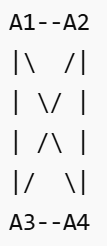 A1--A2
|\  /|
| \/ |
| /\ |
|/  \|
A3--A4